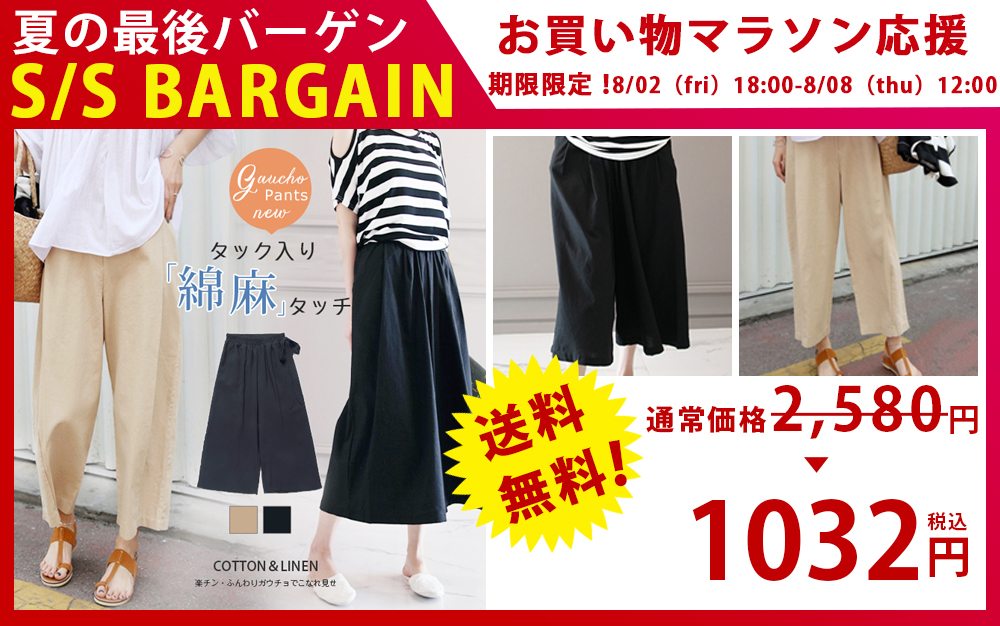 夏の最後バーゲン
S/S BARGAIN
お買い物マラソン応援
期限限定！8/02（fri）18:00-8/08（thu）12:00
Gaucho
Pants
new
タック入り
「綿麻」タッチ
COTTON & LINEN
楽チン・ふんわりガウチョでこなれ見せ
送料
無料！
通常価格2,580円
▼
1032税込円